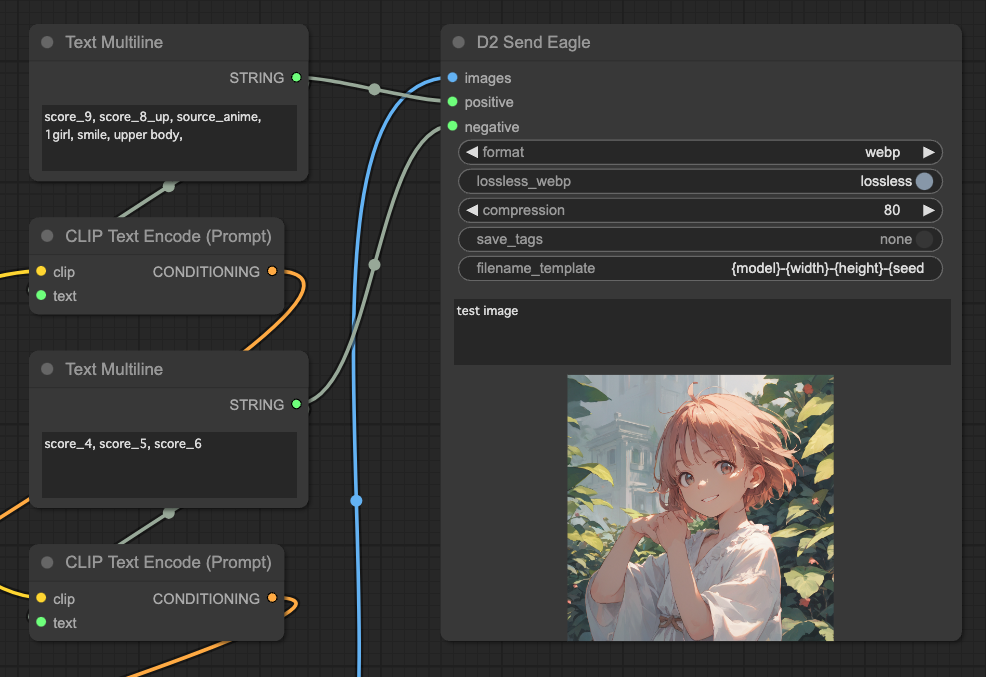 Text Multiline
STRING
score_9, score_8_up, source_anime,
1girl, smile, upper body,
CLIP Text Encode (Prompt)
clip CONDITIONING
text
Text Multiline
STRING
score_4, score_5, score_6
CLIP Text Encode (Prompt)
clip CONDITIONING
text
D2 Send Eagle
images
positive
negative
format webp
lossless_webp lossless
compression 80
save_tags none
filename_template {model}-{width}-{height}-{seed
test image